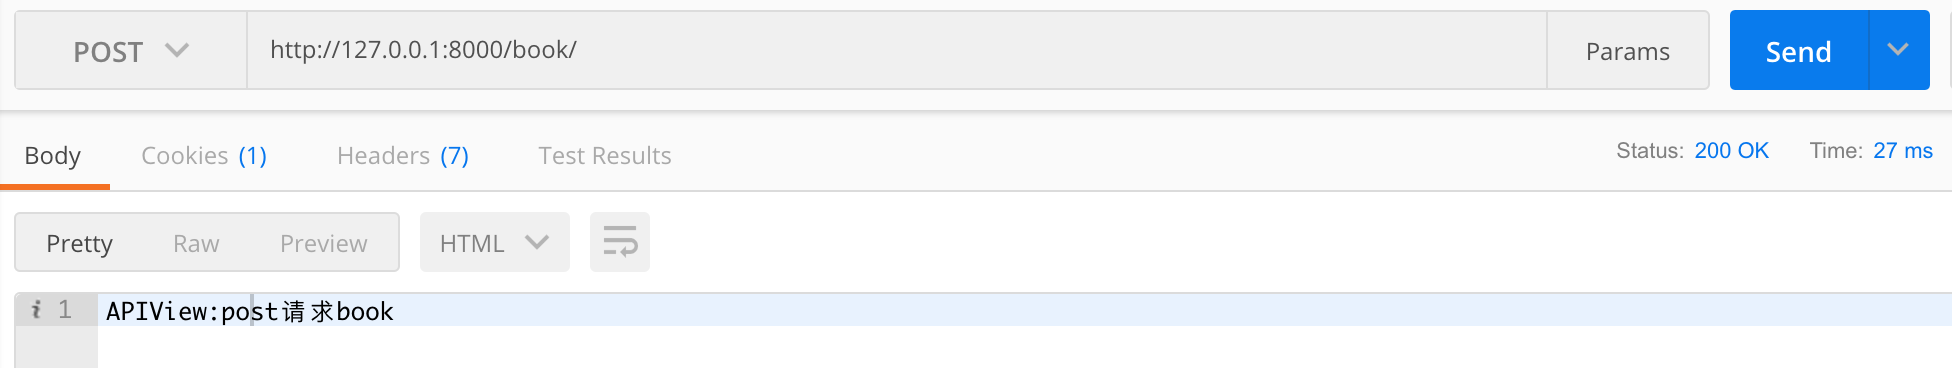 POST http://127.0.0.1:8000/book/ Params Send
Body Cookies (1) Headers (7) Test Results Status: 200 OK Time: 27 ms
Pretty Raw Preview HTML
i 1 APIView:post请求book